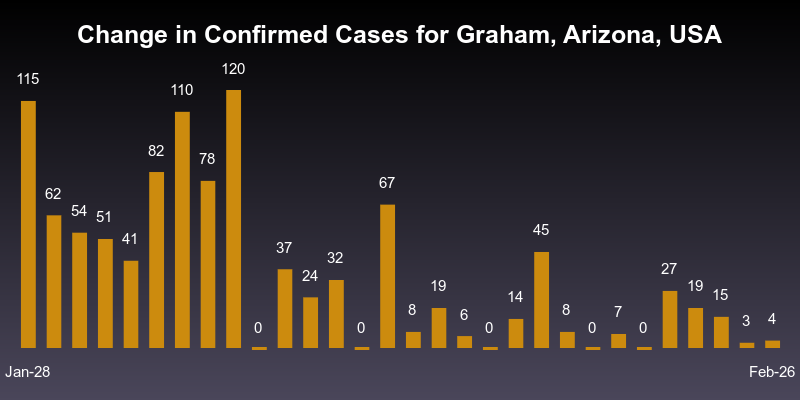 Change in Confirmed Cases for Graham, Arizona, USA
115 62 54 51 41 82 110 78 120 0 37 24 32 0 67 8 19 6 0 14 45 8 0 7 0 27 19 15 3 4
Jan-28 Feb-26